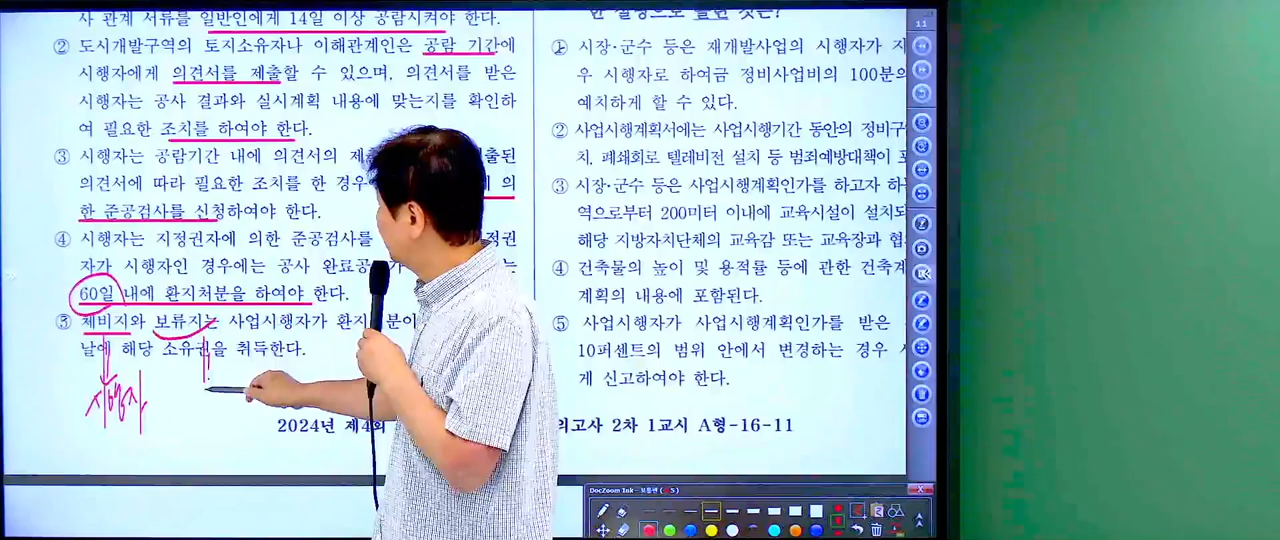 사 관계 서류를 일반인에게 14일 이상 공람시켜야 한다.
② 도시개발구역의 토지소유자나 이해관계인은 공람 기간에
시행자에게 의견서를 제출할 수 있으며, 의견서를 받은
시행자는 공사 결과와 실시계획 내용에 맞는지를 확인하
여 필요한 조치를 하여야 한다.
③ 시행자는 공람기간 내에 의견서의 제출된
의견서에 따라 필요한 조치를 한 경우에 의
한 준공검사를 신청하여야 한다.
④ 시행자는 지정권자에 의한 준공검사를
자가 시행자인 경우에는 공사 완료공
60일 내에 환지처분을 하여야 한다.
⑤ 체비지와 보류지는 사업시행자가 환지
날에 해당 소유권을 취득한다.
시행자
2024년 제4회
① 시장·군수 등은 재개발사업의 시행자가
우 시행자로 하여금 정비사업비의 100분의
예치하게 할 수 있다.
② 사업시행계획서에는 사업시행기간 동안의 정비구
치, 폐쇄회로 텔레비전 설치 등 범죄예방대책이
③ 시장·군수 등은 사업시행계획인가를 하고자
역으로부터 200미터 이내에 교육시설이 설치되
해당 지방자치단체의 교육감 또는 교육장과
④ 건축물의 높이 및 용적률 등에 관한 건축계
계획의 내용에 포함된다.
⑤ 사업시행자가 사업시행계획인가를 받은
10퍼센트의 범위 안에서 변경하는 경우
게 신고하여야 한다.
의고사 2차 1교시 A형-16-11
11
DocZoom Ink